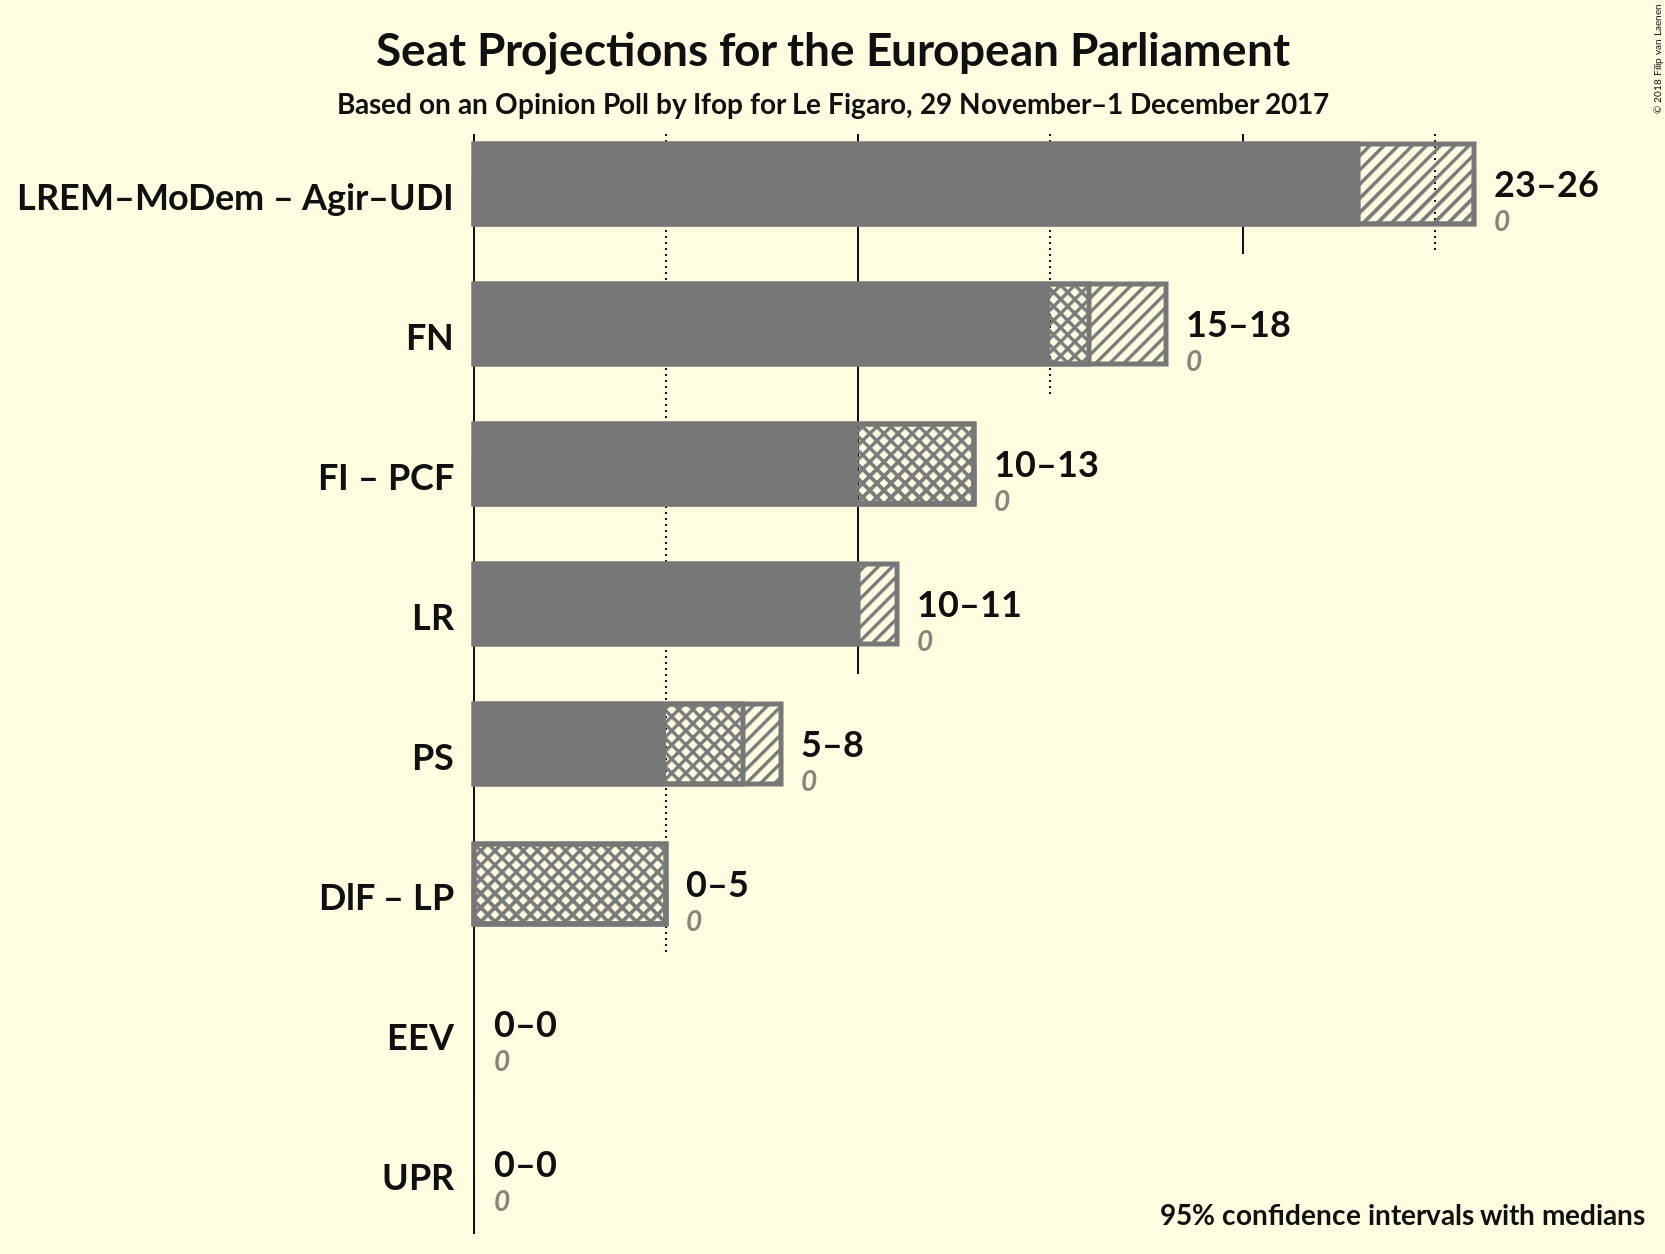 Seat Projections for the European Parliament
Based on an Opinion Poll by Ifop for Le Figaro, 29 November–1 December 2017
© 2018 Filip van Laenen
LREM–MoDem – Agir–UDI
23–26
0
FN
15–18
0
FI – PCF
10–13
0
LR
10–11
0
PS
5–8
0
DlF – LP
0–5
0
EEV
0–0
0
UPR
0–0
0
95% confidence intervals with medians